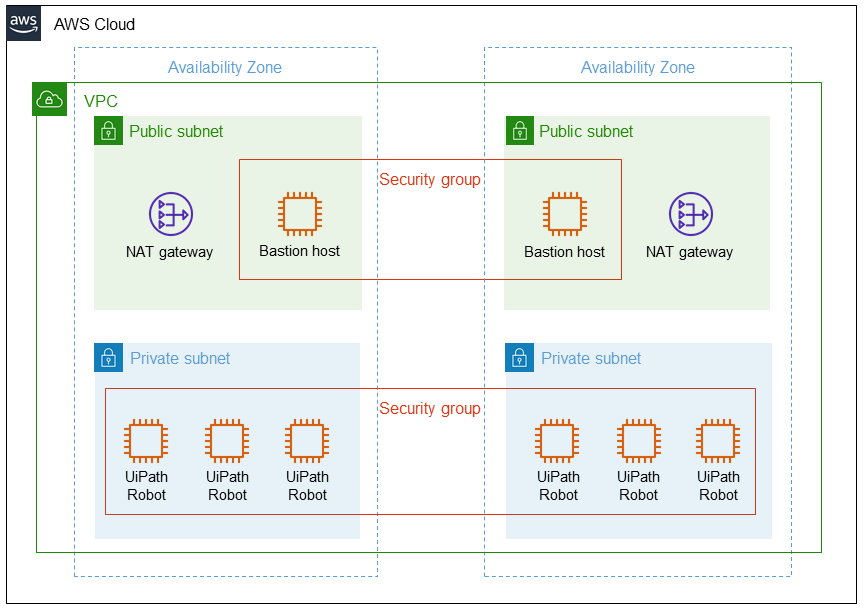 aws
AWS Cloud
Availability Zone
Availability Zone
VPC
Public subnet
Public subnet
Security group
NAT gateway
Bastion host
Bastion host
NAT gateway
Private subnet
Private subnet
Security group
UiPath
Robot
UiPath
Robot
UiPath
Robot
UiPath
Robot
UiPath
Robot
UiPath
Robot